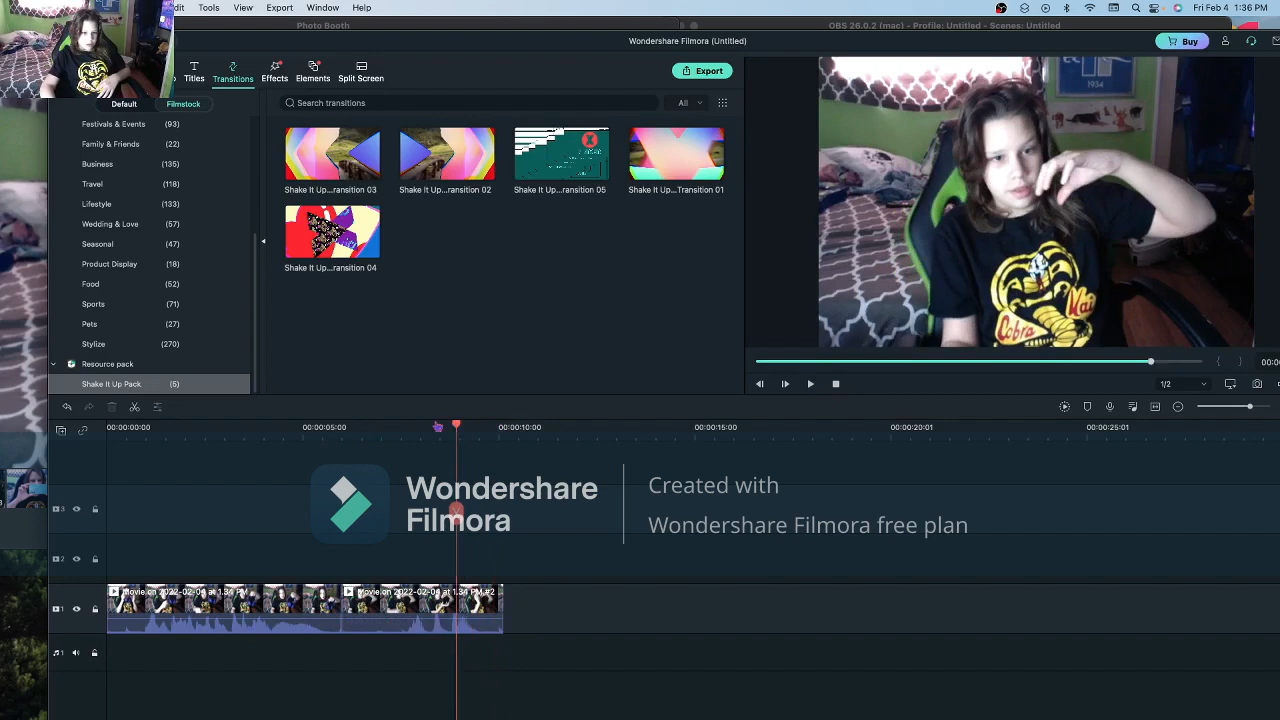 Tools View Export Window Help
Fri Feb 4 1:36 PM
Photo Booth
OBS 26.0.2 (mac) - Profile: Untitled - Scenes: Untitled
Wondershare Filmora (Untitled)
Buy
Titles Transitions Effects Elements Split Screen
Export
Default Filmstock
Search transitions
All
Festivals & Events (93)
Family & Friends (22)
Business (135)
Travel (118)
Lifestyle (133)
Wedding & Love (57)
Seasonal (47)
Product Display (18)
Food (52)
Sports (71)
Pets (27)
Stylize (270)
Resource pack
Shake It Up Pack (5)
Shake It Up...ransition 03
Shake It Up...ransition 02
Shake It Up...ransition 05
Shake It Up...Transition 01
Shake It Up...ransition 04
1934
Cobra Kai
1/2
00:00:00:00 00:00:05:00 00:00:10:00 00:00:15:00 00:00:20:01 00:00:25:01
Wondershare
Filmora
Created with
Wondershare Filmora free plan
3
2
1
Movie on 2022-02-04 at 1.34 PM
Movie on 2022-02-04 at 1.34 PM #2
1